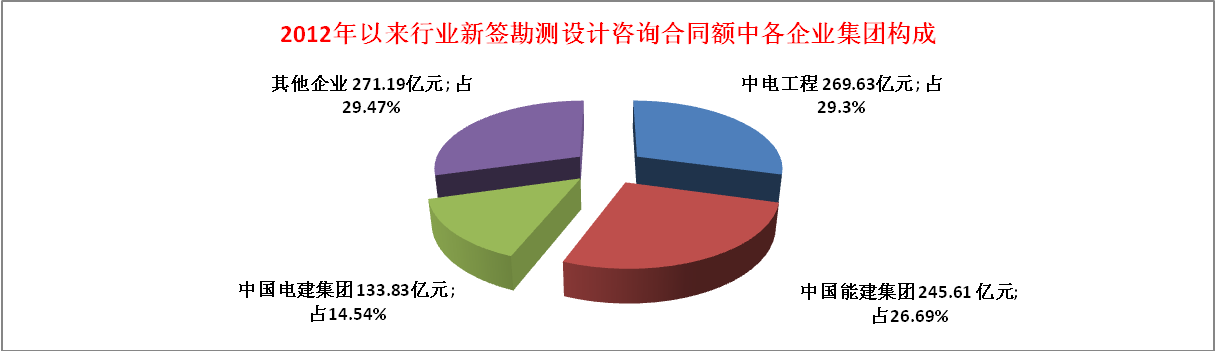 2012年以来行业新签勘测设计咨询合同额中各企业集团构成
其他企业 271.19亿元; 占
29.47%
中电工程 269.63亿元; 占
29.3%
中国电建集团 133.83亿元;
占14.54%
中国能建集团 245.61 亿元;
占26.69%